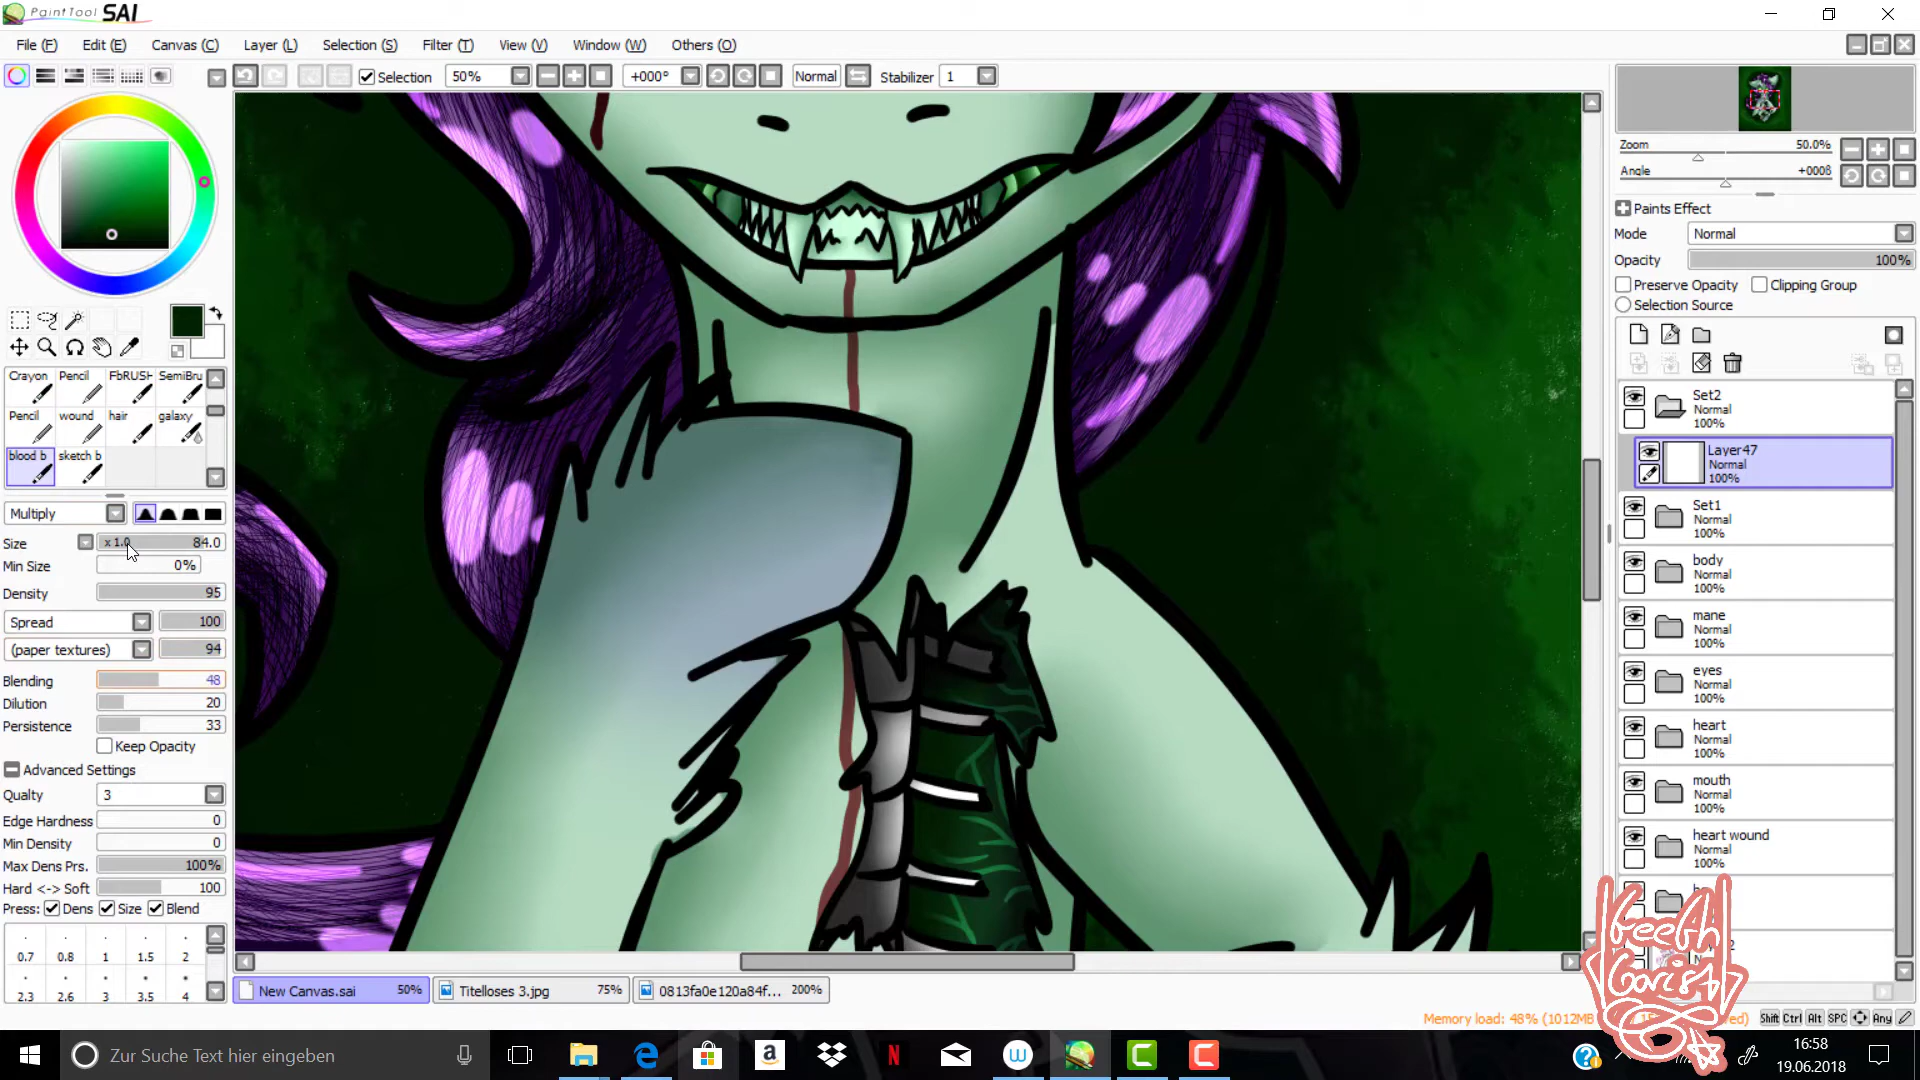 PaintTool SAI
File (F) Edit (E) Canvas (C) Layer (L) Selection (S) Filter (T) View (V) Window (W) Others (O)
Selection 50% +000° Normal Stabilizer 1
Zoom 50.0%
Angle +000
Paints Effect
Mode Normal
Opacity 100%
Preserve Opacity Clipping Group
Selection Source
Crayon Pencil FbRUSH SemiBru
Pencil wound hair galaxy
blood b sketch b
Multiply
Size x 1.0 84.0
Min Size 0%
Density 95
Spread 100
(paper textures) 94
Blending 48
Dilution 20
Persistence 33
Keep Opacity
Advanced Settings
Qualty 3
Edge Hardness 0
Min Density 0
Max Dens Prs. 100%
Hard <-> Soft 100
Press: Dens Size Blend
0.7 0.8 1 1.5 2
2.3 2.6 3 3.5 4
Set2
Normal
100%
Layer47
Normal
100%
Set1
Normal
100%
body
Normal
100%
mane
Normal
100%
eyes
Normal
100%
heart
Normal
100%
mouth
Normal
100%
heart wound
Normal
100%
New Canvas.sai 50% Titelloses 3.jpg 75% 0813fa0e120a84f... 200%
Memory load: 48% (1012MB
Shift Ctrl Alt SPC Any
Zur Suche Text hier eingeben
16:58
19.06.2018